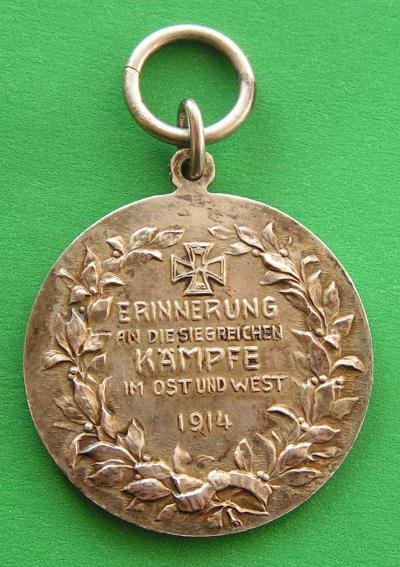 ERINNERUNG
AN DIE SIEGREICHEN
KÄMPFE
IM OST UND WEST
1914